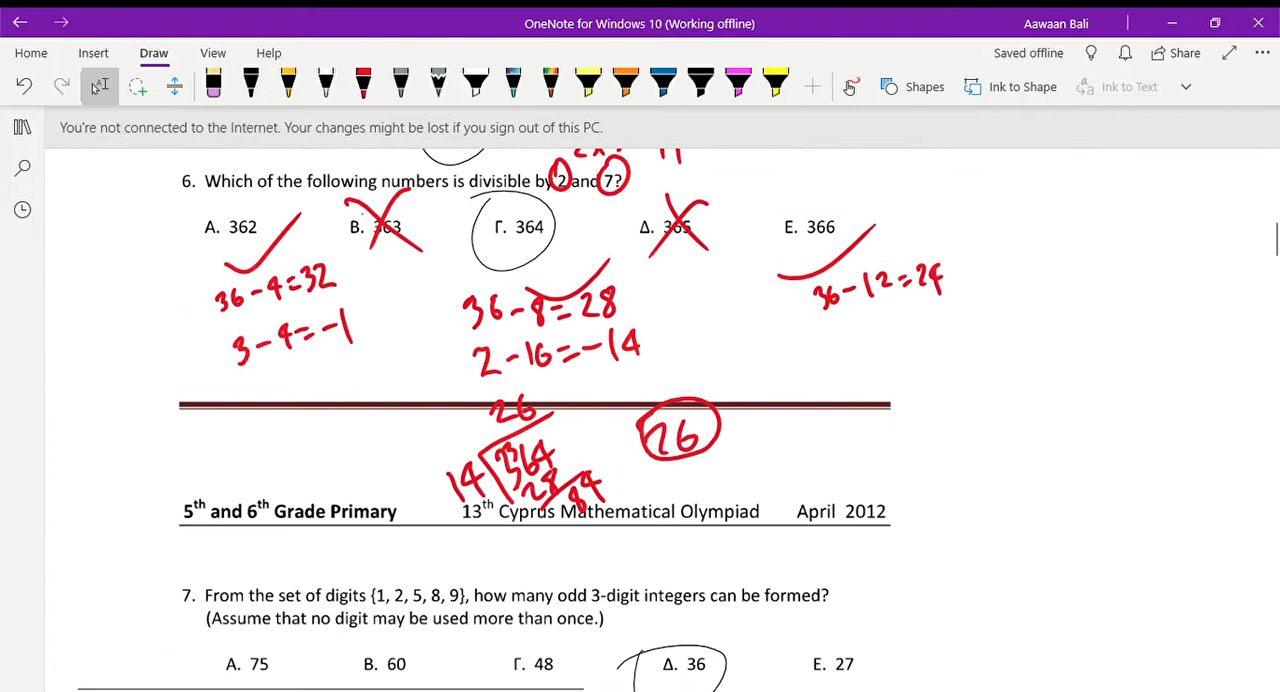 OneNote for Windows 10 (Working offline)
Aawaan Bali
Home Insert Draw View Help
Saved offline
Share
Shapes
Ink to Shape
Ink to Text
You're not connected to the Internet. Your changes might be lost if you sign out of this PC.
6. Which of the following numbers is divisible by 2 and 7?
A. 362 B. 363 Γ. 364 Δ. 365 E. 366
36-4=32 36-8=28 36-12=24
3-4=-1 2-16=-14
26
26
14 364
28
84
5th and 6th Grade Primary 13th Cyprus Mathematical Olympiad April 2012
7. From the set of digits {1, 2, 5, 8, 9}, how many odd 3-digit integers can be formed?
(Assume that no digit may be used more than once.)
A. 75 B. 60 Γ. 48 Δ. 36 E. 27